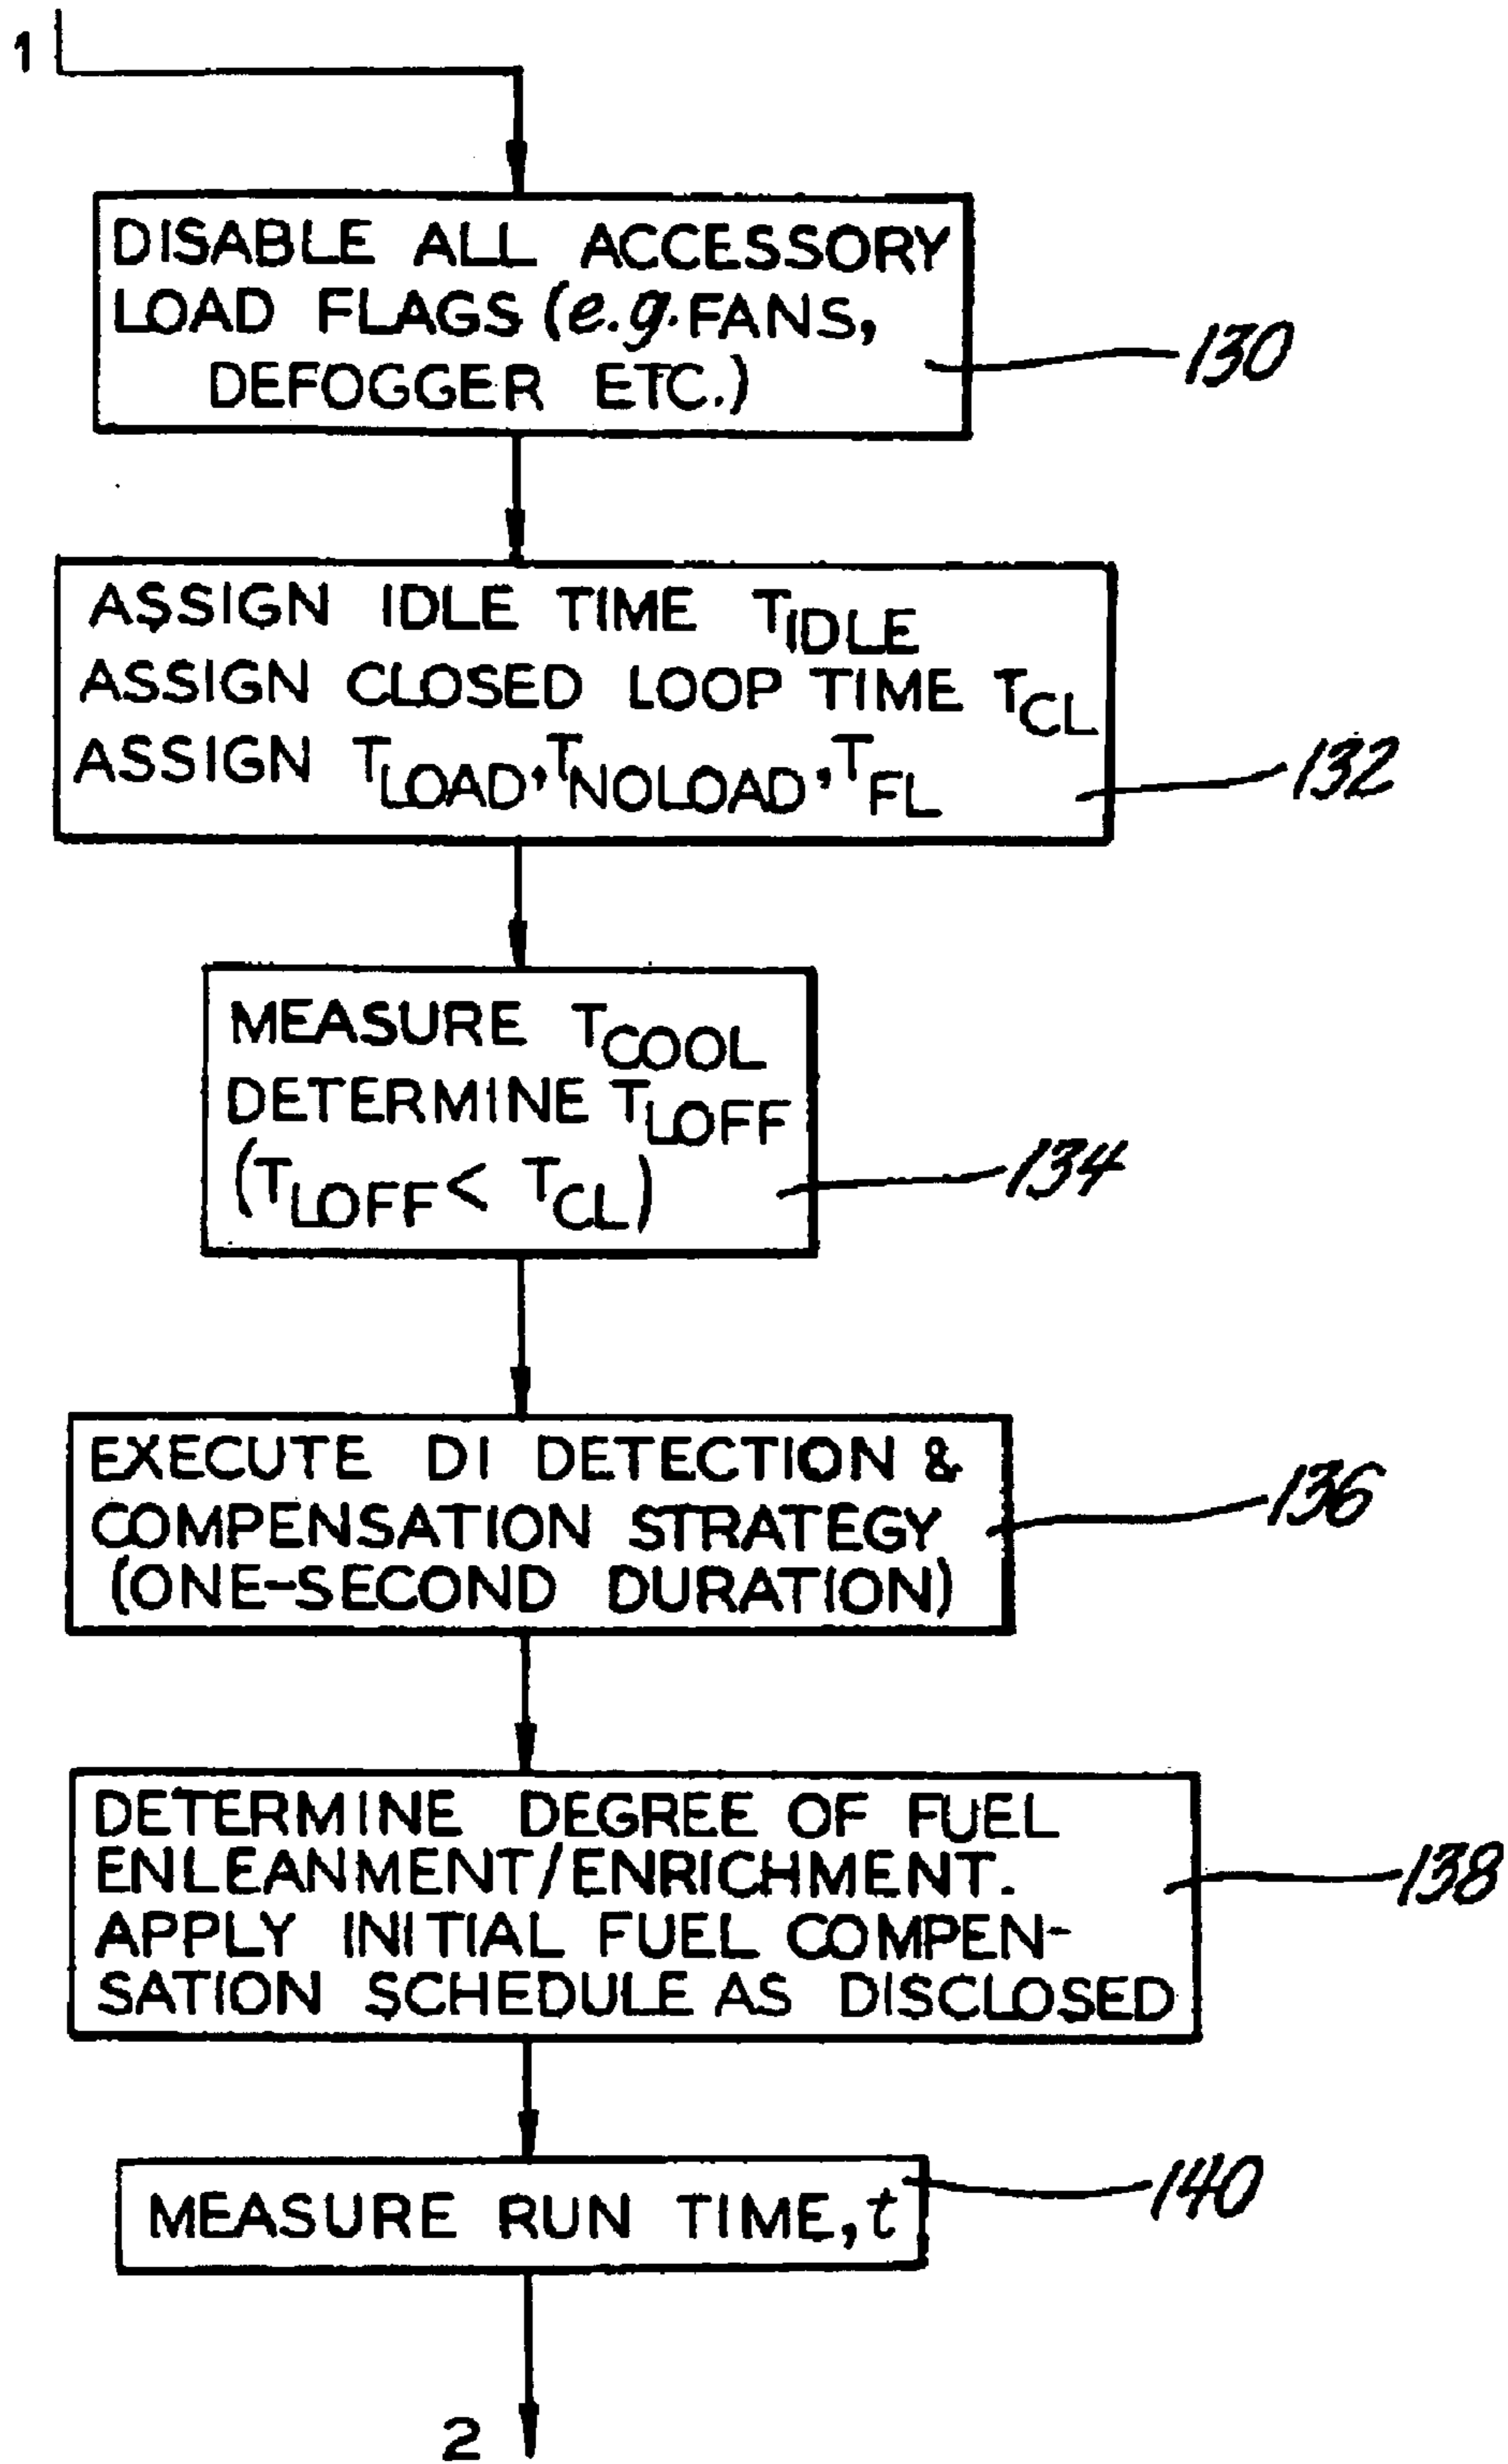 1
DISABLE ALL ACCESSORY
LOAD FLAGS (e.g. FANS,
DEFOGGER ETC.)
130
ASSIGN IDLE TIME TIDLE
ASSIGN CLOSED LOOP TIME TCL
ASSIGN TLOAD, TNOLOAD, TFL
132
MEASURE TCOOL
DETERMINE TLOFF
(TLOFF < TCL)
134
EXECUTE DI DETECTION &
COMPENSATION STRATEGY
(ONE-SECOND DURATION)
136
DETERMINE DEGREE OF FUEL
ENLEANMENT/ENRICHMENT.
APPLY INITIAL FUEL COMPEN-
SATION SCHEDULE AS DISCLOSED
138
MEASURE RUN TIME, t
140
2